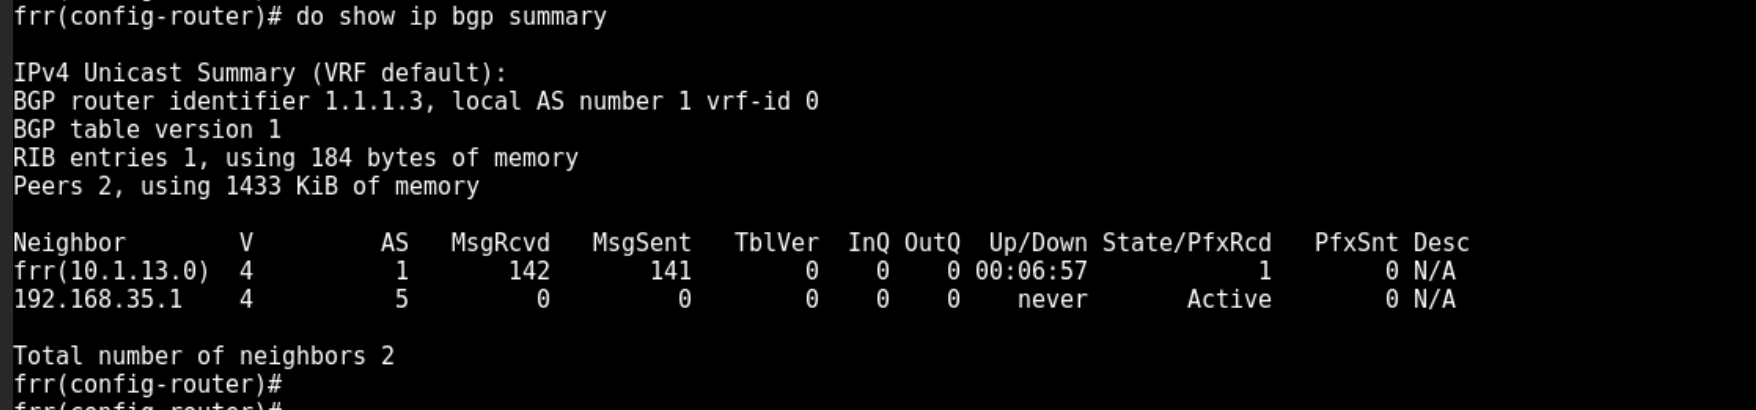 frr(config-router)# do show ip bgp summary
IPv4 Unicast Summary (VRF default):
BGP router identifier 1.1.1.3, local AS number 1 vrf-id 0
BGP table version 1
RIB entries 1, using 184 bytes of memory
Peers 2, using 1433 KiB of memory
Neighbor V AS MsgRcvd MsgSent TblVer InQ OutQ Up/Down State/PfxRcd PfxSnt Desc
frr(10.1.13.0) 4 1 142 141 0 0 0 00:06:57 1 0 N/A
192.168.35.1 4 5 0 0 0 0 0 never Active 0 N/A
Total number of neighbors 2
frr(config-router)#
frr(config-router)#